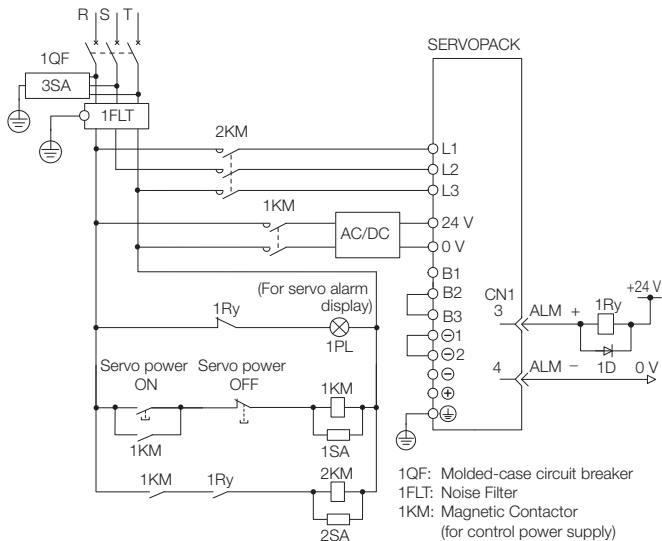 R S T
SERVOPACK
1QF
3SA
1FLT
2KM
L1
L2
L3
1KM
24 V
AC/DC
0 V
B1
(For servo alarm
display)
B2
CN1
+24 V
1Ry
B3
3
ALM +
1Ry
1PL
⊖1
⊖2
1D
Servo power
ON
Servo power
OFF
⊖
4
ALM −
0 V
1KM
⊕
1KM
1SA
1KM
1Ry
2KM
2SA
1QF: Molded-case circuit breaker
1FLT: Noise Filter
1KM: Magnetic Contactor
(for control power supply)